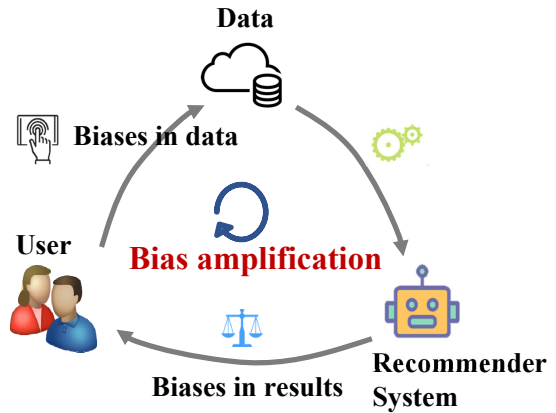 Data
Biases in data
User
Bias amplification
Biases in results
Recommender
System